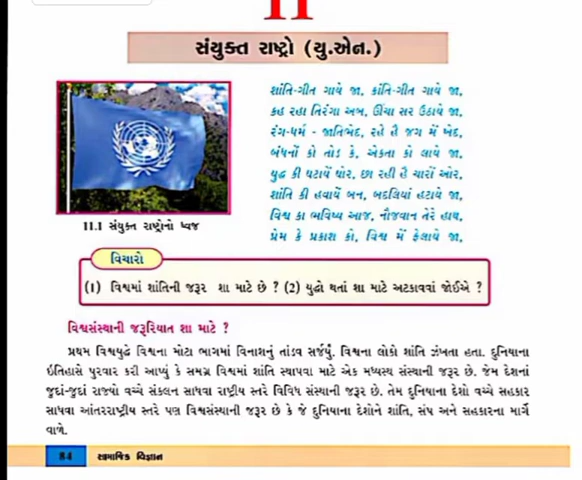 11
સંયુક્ત રાષ્ટ્રો (યુ.એન.)
શાંતિ-ગીત ગાયે જા, ક્રાંતિ-ગીત ગાયે જા,
કહ રહા તિરંગા અબ, ઊંચા સર ઉઠાયે જા,
રંગ-ધર્મ - જાતિભેદ, રહે હૈ જગ મેં ખેદ,
બંધનોં કો તોડ કે, એકતા કો લાયે જા,
યુદ્ધ કી ઘટાયેં ઘોર, છા રહી હૈ ચારોં ઓર,
શાંતિ કી હવાયેં બન, બદલિયાં હટાયે જા,
વિશ્વ કા ભવિષ્ય આજ, નૌજવાન તેરે હાથ,
પ્રેમ કે પ્રકાશ કો, વિશ્વ મેં ફેલાયે જા,
11.1 સંયુક્ત રાષ્ટ્રોનો ધ્વજ
વિચારો
(1) વિશ્વમાં શાંતિની જરૂર શા માટે છે ? (2) યુદ્ધો થતાં શા માટે અટકાવવાં જોઈએ ?
વિશ્વસંસ્થાની જરૂરિયાત શા માટે ?
પ્રથમ વિશ્વયુદ્ધે વિશ્વના મોટા ભાગમાં વિનાશનું તાંડવ સર્જર્યું. વિશ્વના લોકો શાંતિ ઝંખતા હતા. દુનિયાના
ઇતિહાસે પુરવાર કરી આપ્યું કે સમગ્ર વિશ્વમાં શાંતિ સ્થાપવા માટે એક મધ્યસ્થ સંસ્થાની જરૂર છે. જેમ દેશનાં
જુદાં-જુદાં રાજ્યો વચ્ચે સંકલન સાધવા રાષ્ટ્રીય સ્તરે વિવિધ સંસ્થાની જરૂર છે. તેમ દુનિયાના દેશો વચ્ચે સહકાર
સાધવા આંતરરાષ્ટ્રીય સ્તરે પણ વિશ્વસંસ્થાની જરૂર છે કે જે દુનિયાના દેશોને શાંતિ, સંપ અને સહકારના માર્ગે
વાળે.
84 સામાજિક વિજ્ઞાન